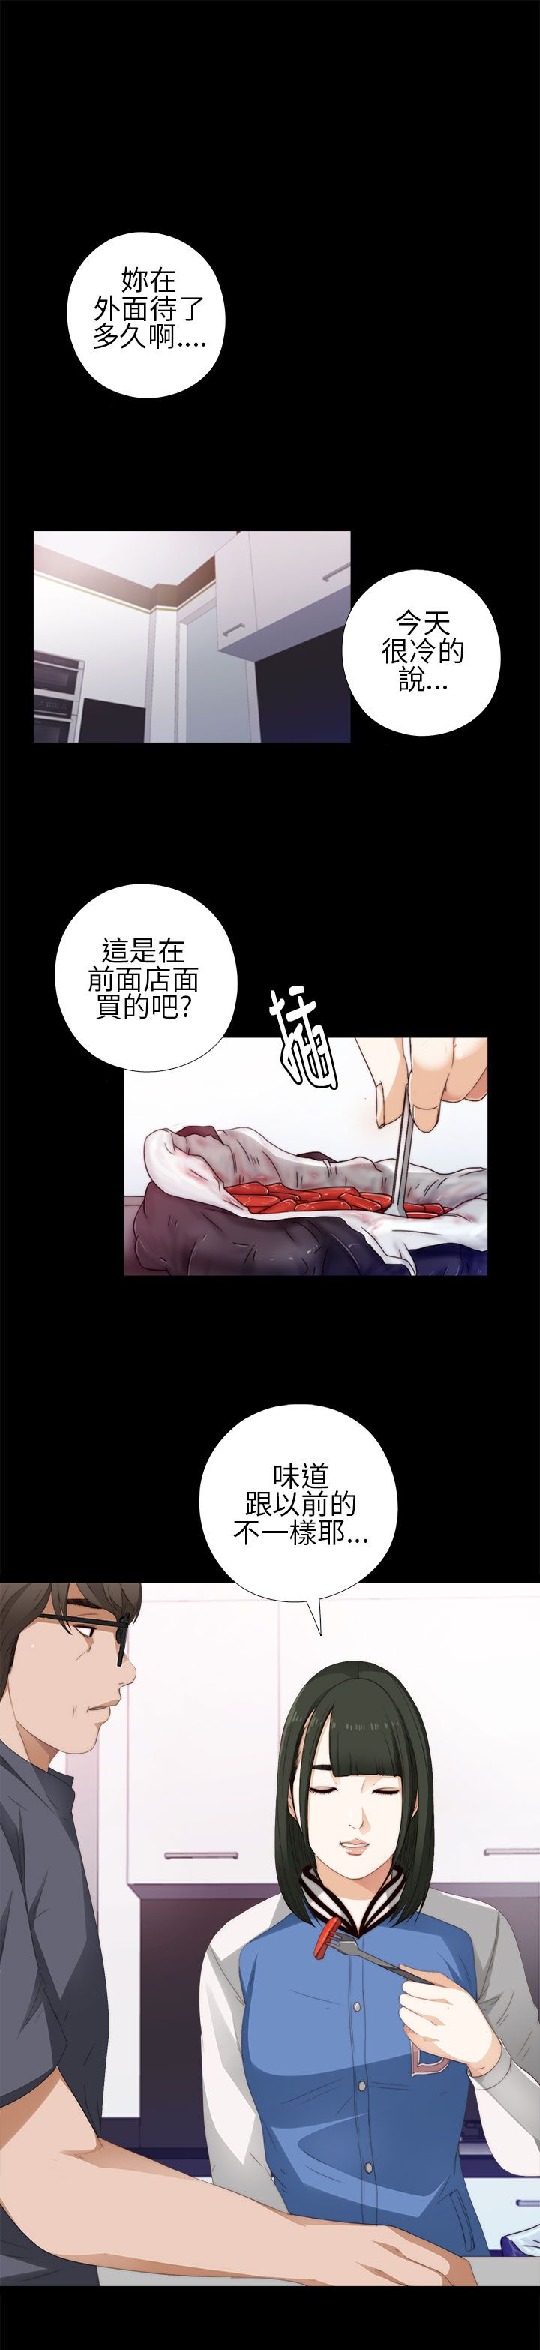 妳在
外面待了
多久啊....
今天
很冷的
說...
這是在
前面店面
買的吧?
插
味道
跟以前的
不一樣耶...